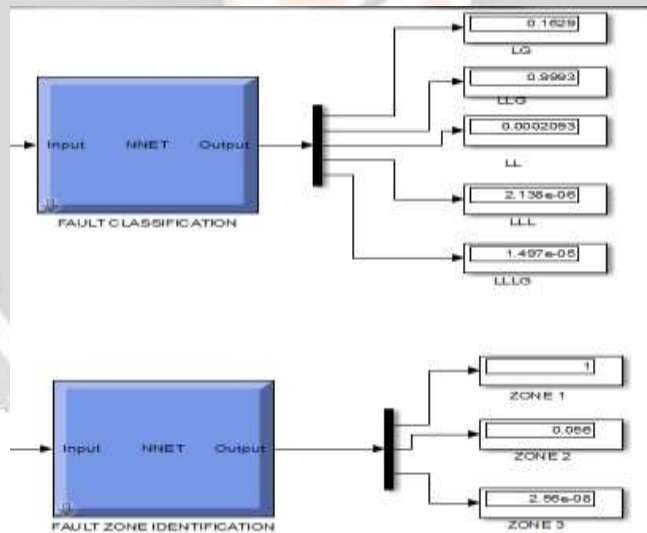 0.1629
LG
0.9993
LLG
Input NNET Output
0.0002093
LL
2.138e-06
LLL
FAULT CLASSIFICATION
1.497e-05
LLLG
1
ZONE 1
Input NNET Output
0.056
ZONE 2
2.56e-08
ZONE 3
FAULT ZONE IDENTIFICATION